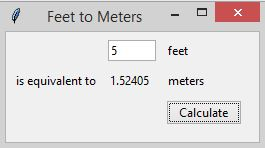 Feet to Meters
5 feet
is equivalent to 1.52405 meters
Calculate